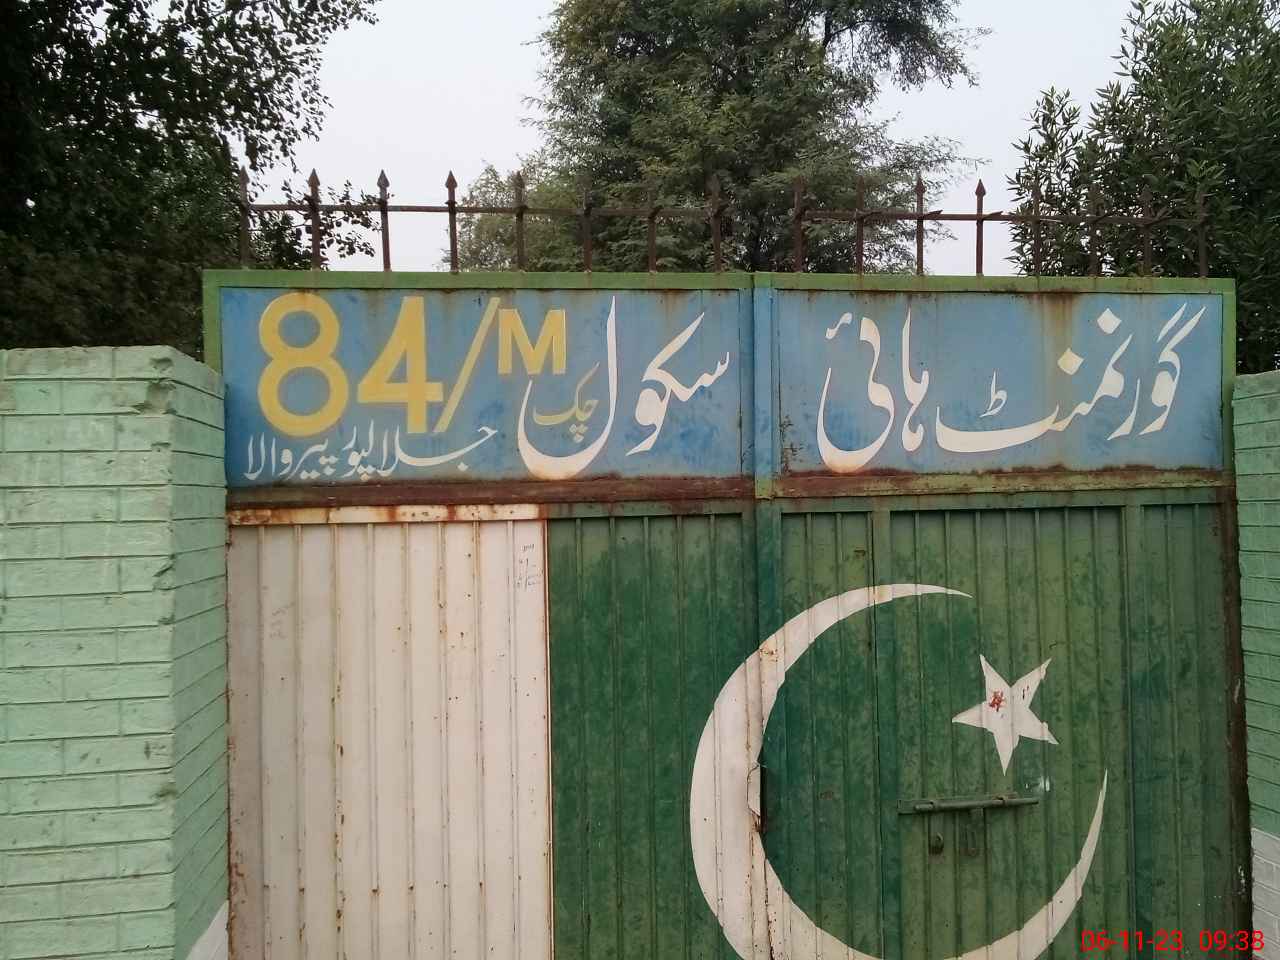 گورنمنٹ ہائی سکول چک 84/M
جلالپور پیروالا
06-11-23 09:38